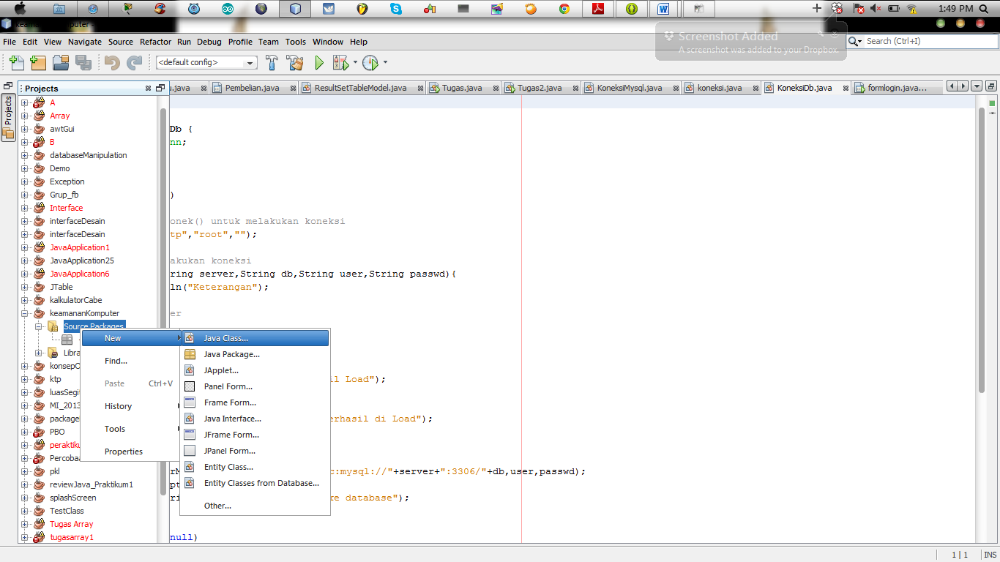 1:49 PM
keamananKomputer -
Screenshot Added
A screenshot was added to your Dropbox.
File Edit View Navigate Source Refactor Run Debug Profile Team Tools Window Help
Search (Ctrl+I)
<default config>
Projects
u.java Pembelian.java ResultSetTableModel.java Tugas.java Tugas2.java KoneksiMysql.java koneksi.java KoneksiDb.java formlogin.java...
Projects
A
Array
awtGui
B
databaseManipulation
Demo
Exception
Grup_fb
Interface
interfaceDesain
interfaceDesain
JavaApplication1
JavaApplication25
JavaApplication6
JTable
kalkulatorCabe
keamananKomputer
Source Packages
Libra
konsepO
ktp
luasSegit
MI_2013
package
PBO
peraktiku
Percobaa
pkl
reviewJava_Praktikum1
splashScreen
TestClass
Tugas Array
tugasarray1
New
Find...
Paste Ctrl+V
History
Tools
Properties
Java Class...
Java Package...
JApplet...
Panel Form...
Frame Form...
Java Interface...
JFrame Form...
JPanel Form...
Entity Class...
Entity Classes from Database...
Other...
Db {
nn;
)
onek() untuk melakukan koneksi
tp","root","");
akukan koneksi
ring server,String db,String user,String passwd){
ln("Keterangan");
er
il Load");
erhasil di Load");
rM c:mysql://"+server+":3306/"+db,user,passwd);
pt
ri ke database");
null)
1 | 1 INS